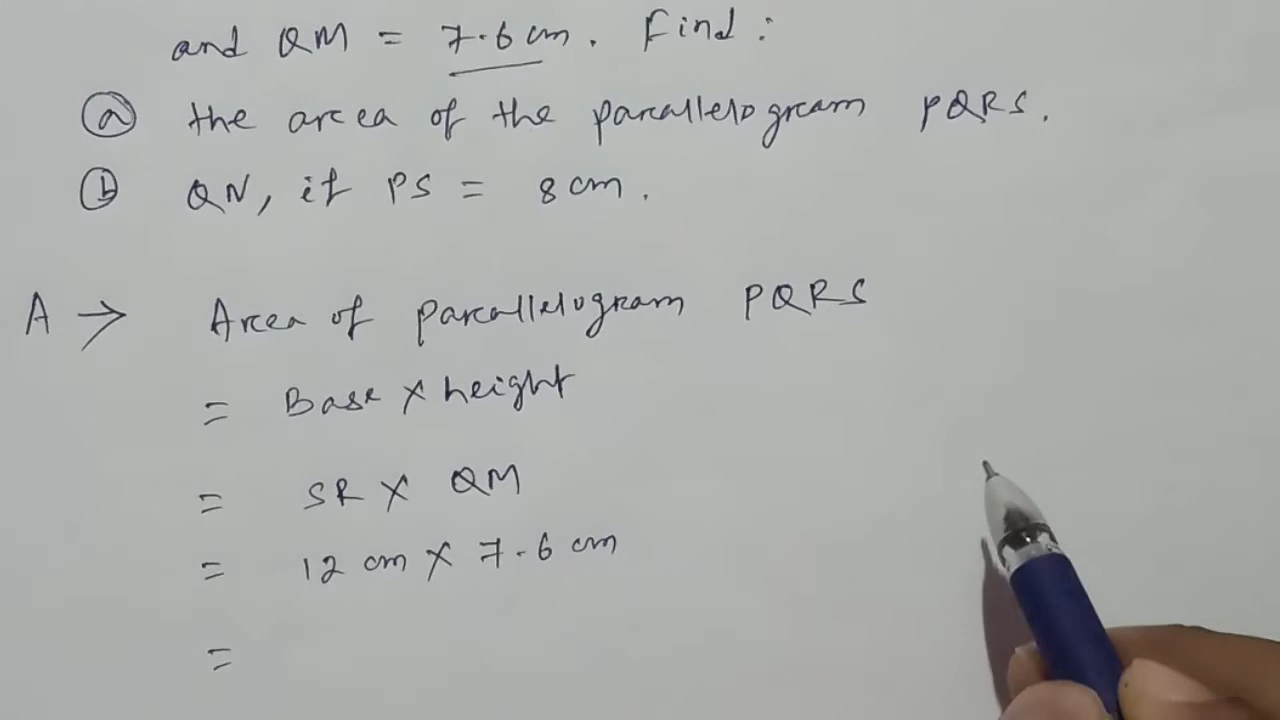 and QM = 7.6 cm. Find:
ⓐ the area of the parallelogram PQRS.
ⓑ QN, if PS = 8 cm.
A → Area of parallelogram PQRS
= Base × height
= SR × QM
= 12 cm × 7.6 cm
=